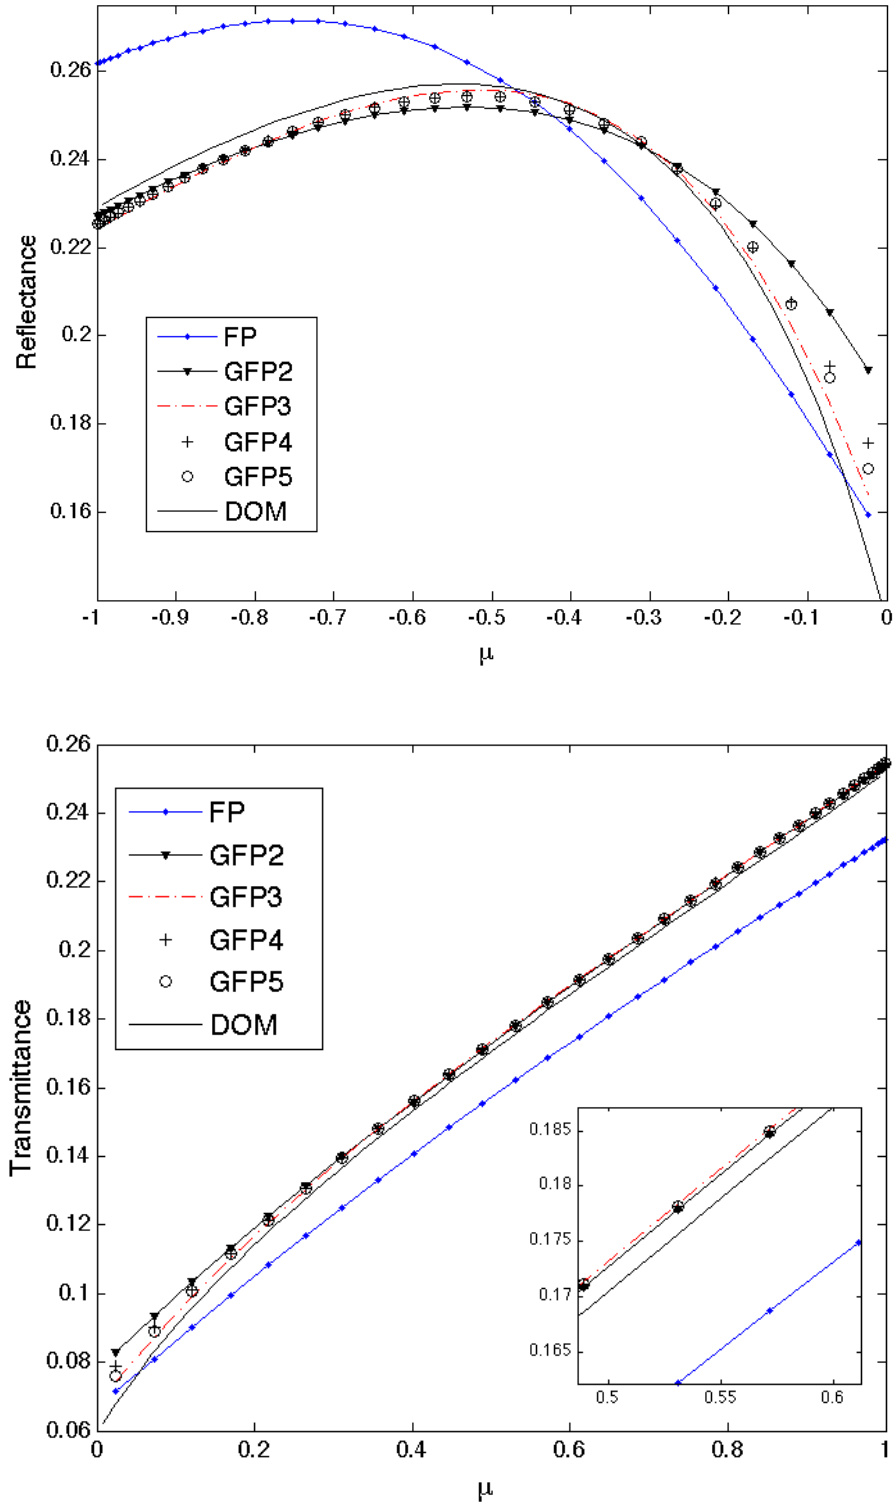 0.26
0.24
0.22
0.2
0.18
0.16
Reflectance
FP
GFP2
GFP3
GFP4
GFP5
DOM
-1 -0.9 -0.8 -0.7 -0.6 -0.5 -0.4 -0.3 -0.2 -0.1 0
μ
0.26
0.24
0.22
0.2
0.18
0.16
0.14
0.12
0.1
0.08
0.06
Transmittance
FP
GFP2
GFP3
GFP4
GFP5
DOM
0.185
0.18
0.175
0.17
0.165
0.5 0.55 0.6
0 0.2 0.4 0.6 0.8 1
μ